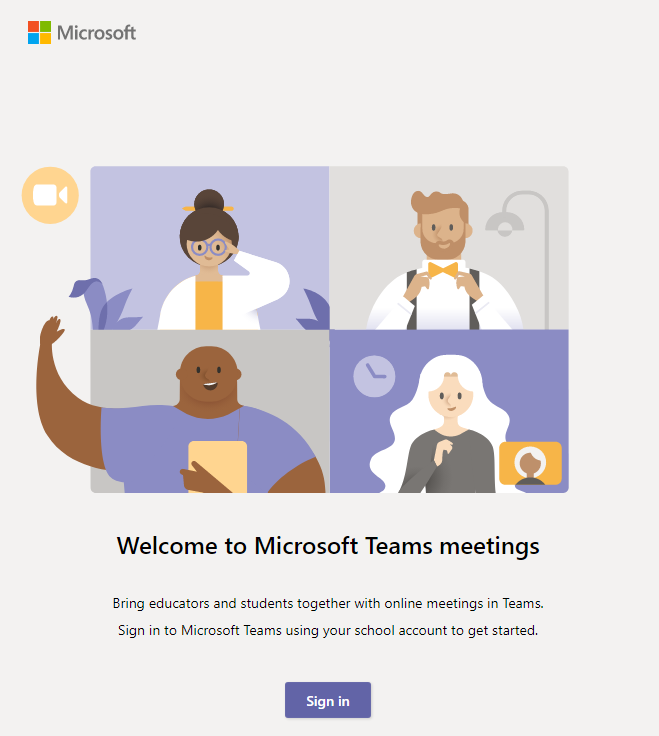 Microsoft
Welcome to Microsoft Teams meetings
Bring educators and students together with online meetings in Teams.
Sign in to Microsoft Teams using your school account to get started.
Sign in